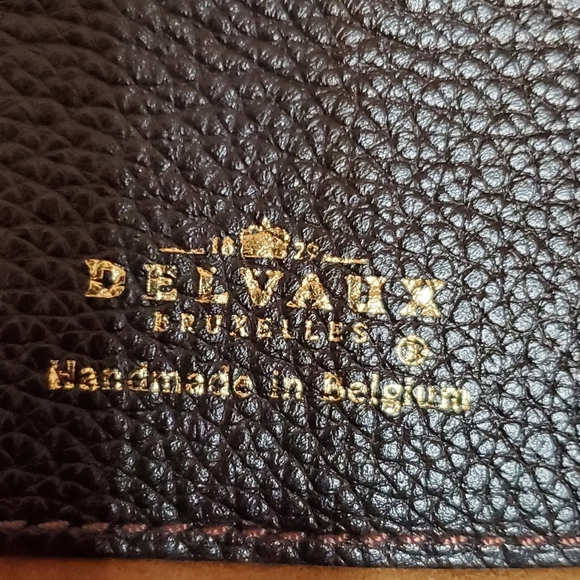 1829
DELVAUX
BRUXELLES
Handmade in Belgium